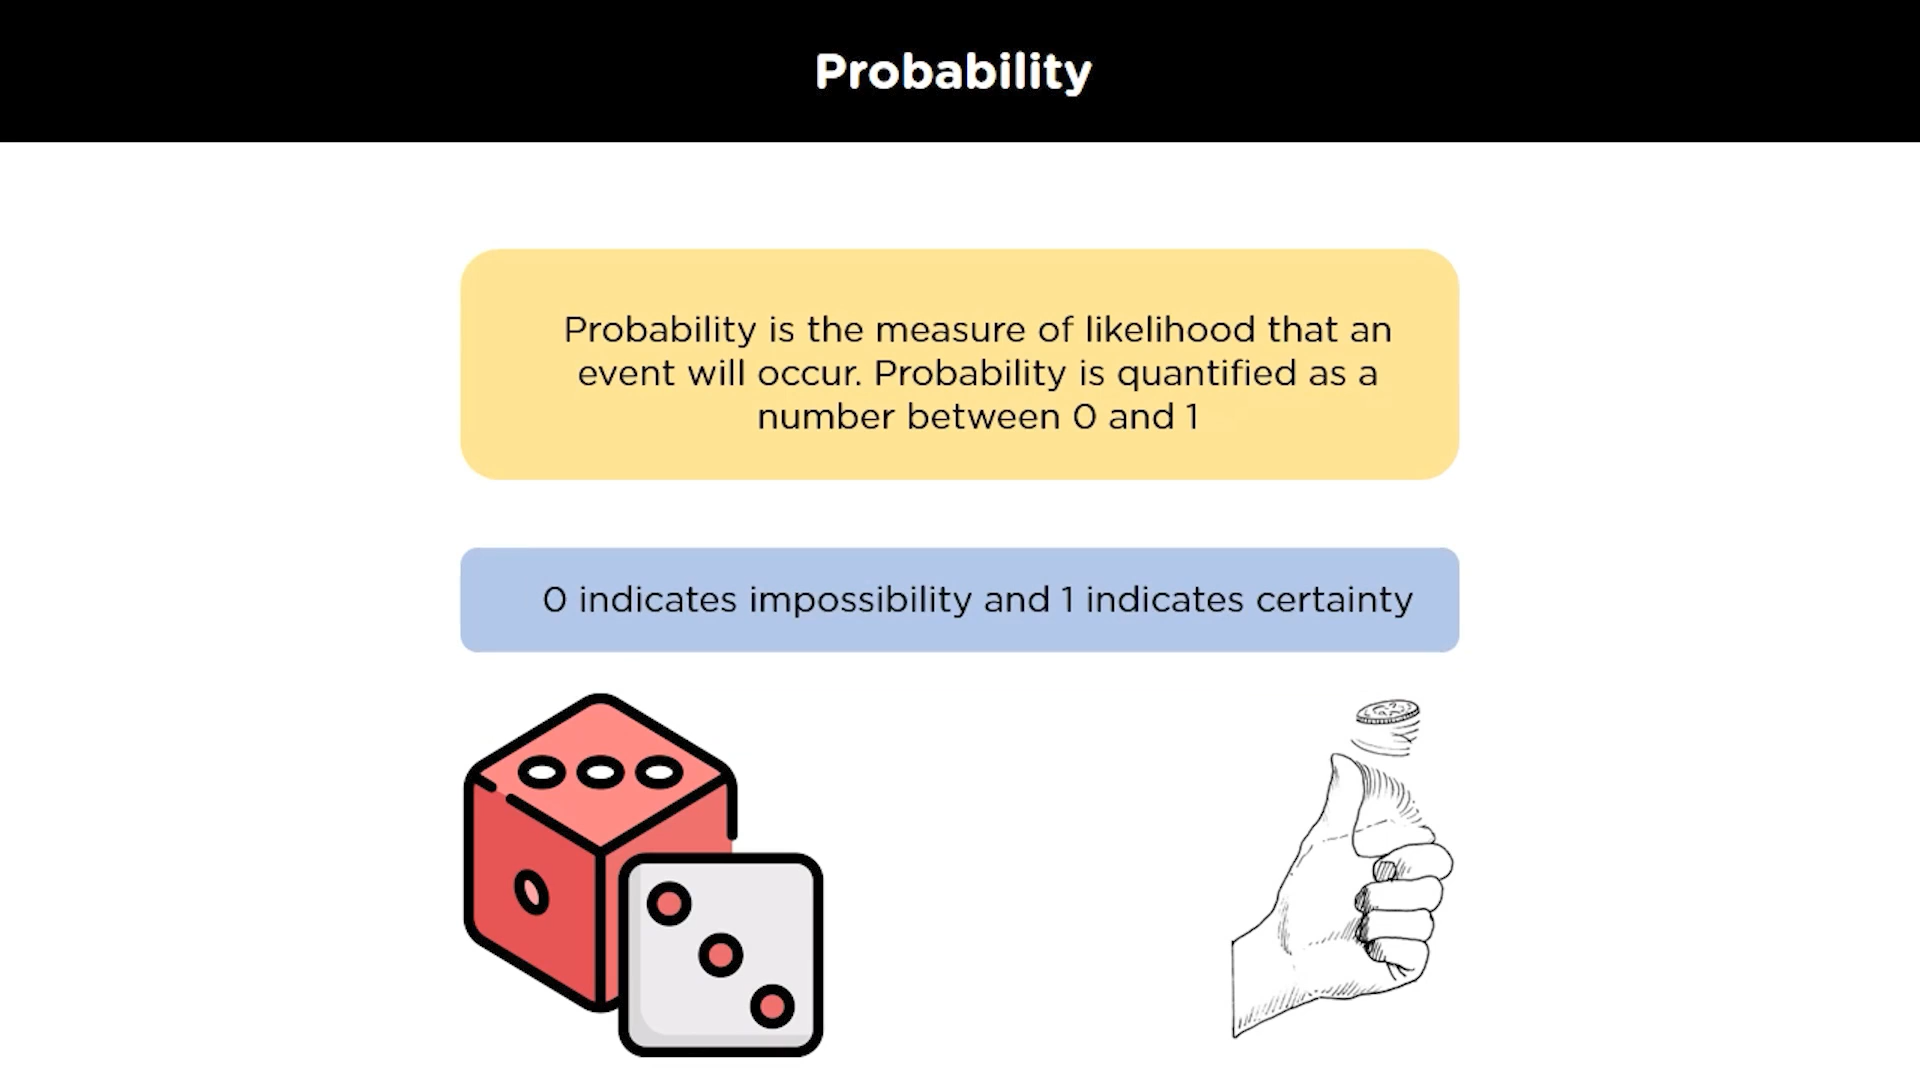 Probability
Probability is the measure of likelihood that an
event will occur. Probability is quantified as a
number between 0 and 1
0 indicates impossibility and 1 indicates certainty